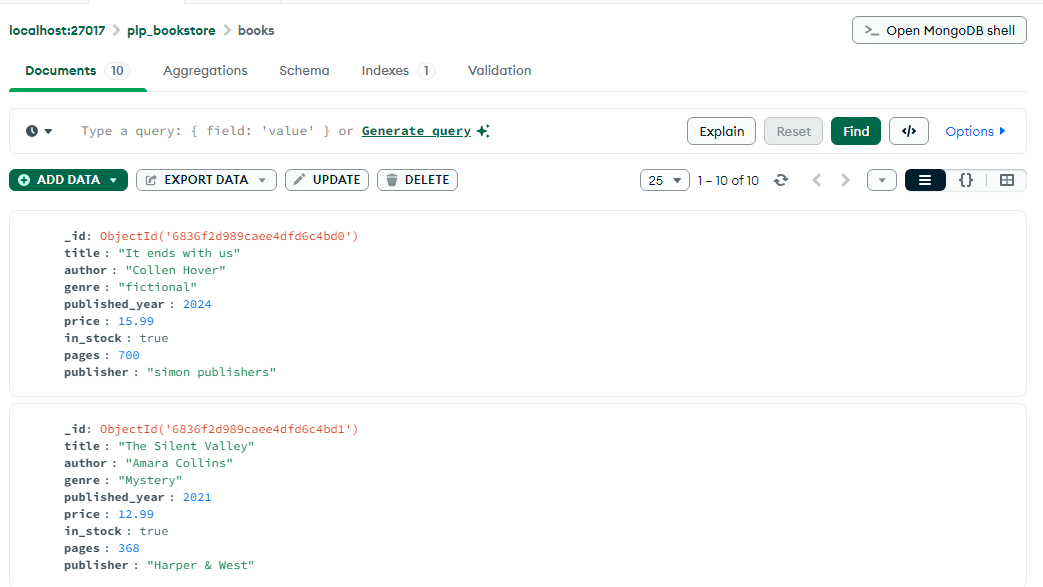 localhost:27017 > plp_bookstore > books
>_ Open MongoDB shell
Documents 10 Aggregations Schema Indexes 1 Validation
Type a query: { field: 'value' } or Generate query
Explain Reset Find </> Options
ADD DATA EXPORT DATA UPDATE DELETE
25 1 – 10 of 10 {}
_id: ObjectId('6836f2d989caee4dfd6c4bd0')
title : "It ends with us"
author : "Collen Hover"
genre : "fictional"
published_year : 2024
price : 15.99
in_stock : true
pages : 700
publisher : "simon publishers"
_id: ObjectId('6836f2d989caee4dfd6c4bd1')
title : "The Silent Valley"
author : "Amara Collins"
genre : "Mystery"
published_year : 2021
price : 12.99
in_stock : true
pages : 368
publisher : "Harper & West"